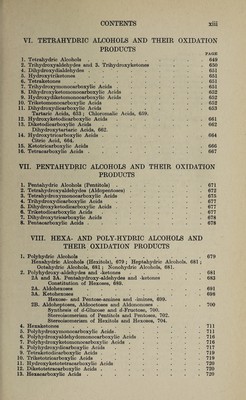 CONTENTS xiii
VI. TETRAHYDRIC ALCOHOLS AND THEIR OXIDATION
PRODUCTS
PAGE
1. Tetrahydric Alcohols 649
2. Trihydroxyaldehydes and 3. Trihydroxyketones 650
4. Dihydroxydialdehydes 651
5. Hydroxytriketones 651
6. Tetraketones 651
7. Trihydroxymonocarboxylic Acids 651
8. Dihydroxyketomonocarboxylic Acids 652
9. Hydroxydiketomonocarboxylic Acids 652
10. Triketomonocarboxylic Acids 652
11. Dihydroxydicarboxylic Acids 653
Tartaric Acids, 653; Chloromalic Acids, 659.
12. Hydroxyketodicarboxylic Acids 661
13. Diketodicarboxylic Acids 662
Dihydroxytartaric Acids, 662.
14. Hydroxytricarboxylic Acids 664
Citric Acid, 664.
15. Ketotricarboxylic Acids 666
16. Tetracarboxylic Acids 667
VII. PENTAHYDRIC ALCOHOLS AND THEIR OXIDATION
PRODUCTS
1. Pentahydric Alcohols (Pentitols) 671
2. Tetrahydroxyaldehydes (Aldopentoses) 672
3. Tetrahydroxymonocarboxylic Acids 675
4. Trihydroxydicarboxylic Acids 677
5. Dihydroxyketodicarboxylic Acids 677
6. Triketodicarboxylic Acids 677
7. Dihydroxytricarboxylic Acids 678
8. Pentacarboxylic Acids 678
VIII. HEXA- AND POLY-HYDRIC ALCOHOLS AND
THEIR OXIDATION PRODUCTS
1. Polyhydric Alcohols 679
Hexahydric Alcohols (Hexitols), 679; Heptahydric Alcohols, 681;
Octahydric Alcohols, 681; Nonohydric Alcohols, 681.
2. Polyhydroxy-aldehydes and -ketones 681
2A and 3A. Pentahydroxy-aldehydes and -ketones 683
Constitution of Hexoses, 689.
2A. Aldohexoses 691
3A. Ketohexoses 696
Hexose- and Pentose-amines and -imines, 699.
2B. Aldoheptoses, Aldooctoses and Aldononoses 700
Synthesis of d-Glucose and d-Fructose, 700.
Stereoisomerism of Pentitols and Pentoses, 702.
Stereoisomerism of Hexitols and Hexoses, 704.
4. Hexaketones 711
5. Polyhydroxymonocarboxylic Acids 711
6. Polyhydroxyaldehydomonocarboxylic Acids 716
7. Polyhydroxyketomonocarboxylic Acids 716
8. Polyhydroxydicarboxylic Acids 717
9. Tetraketodicarboxylic Acids 719
10. Triketotetracarboxylic Acids 719
11. Hydroxyketotetracarboxylic Acids 720
12. Diketotetracarboxylic Acids 720
13. Hexacarboxylic Acids 720